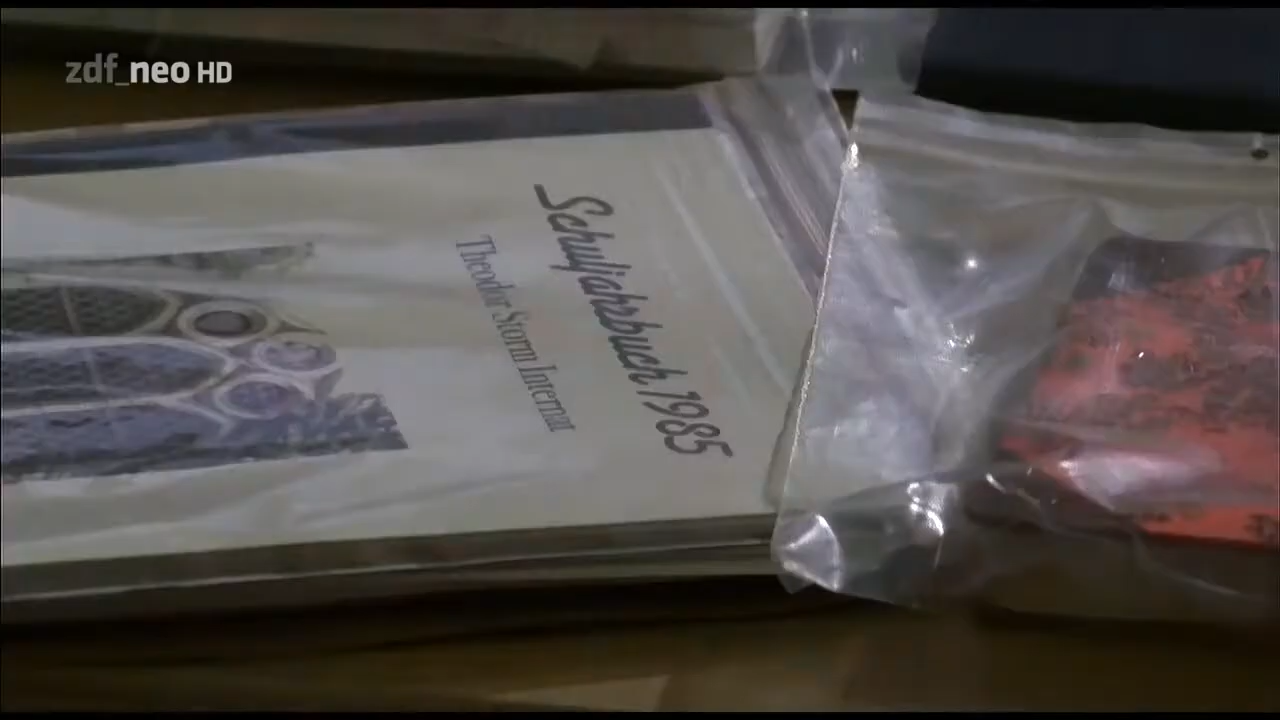 zdf_neo HD
Schuljahrbuch 1985
Theodor Storm Internat